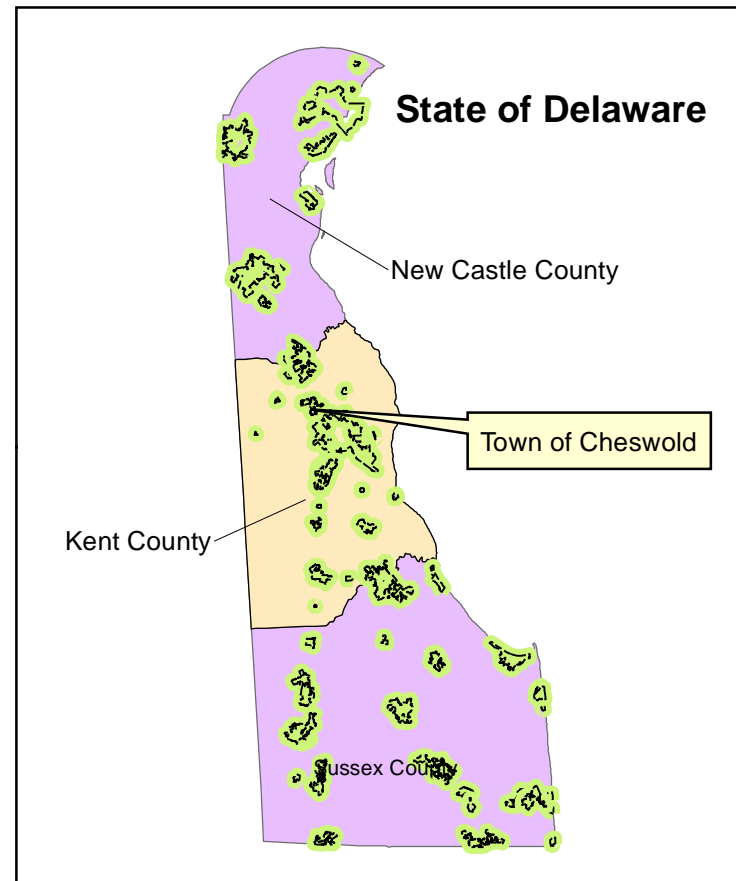 State of Delaware
New Castle County
Town of Cheswold
Kent County
Sussex County